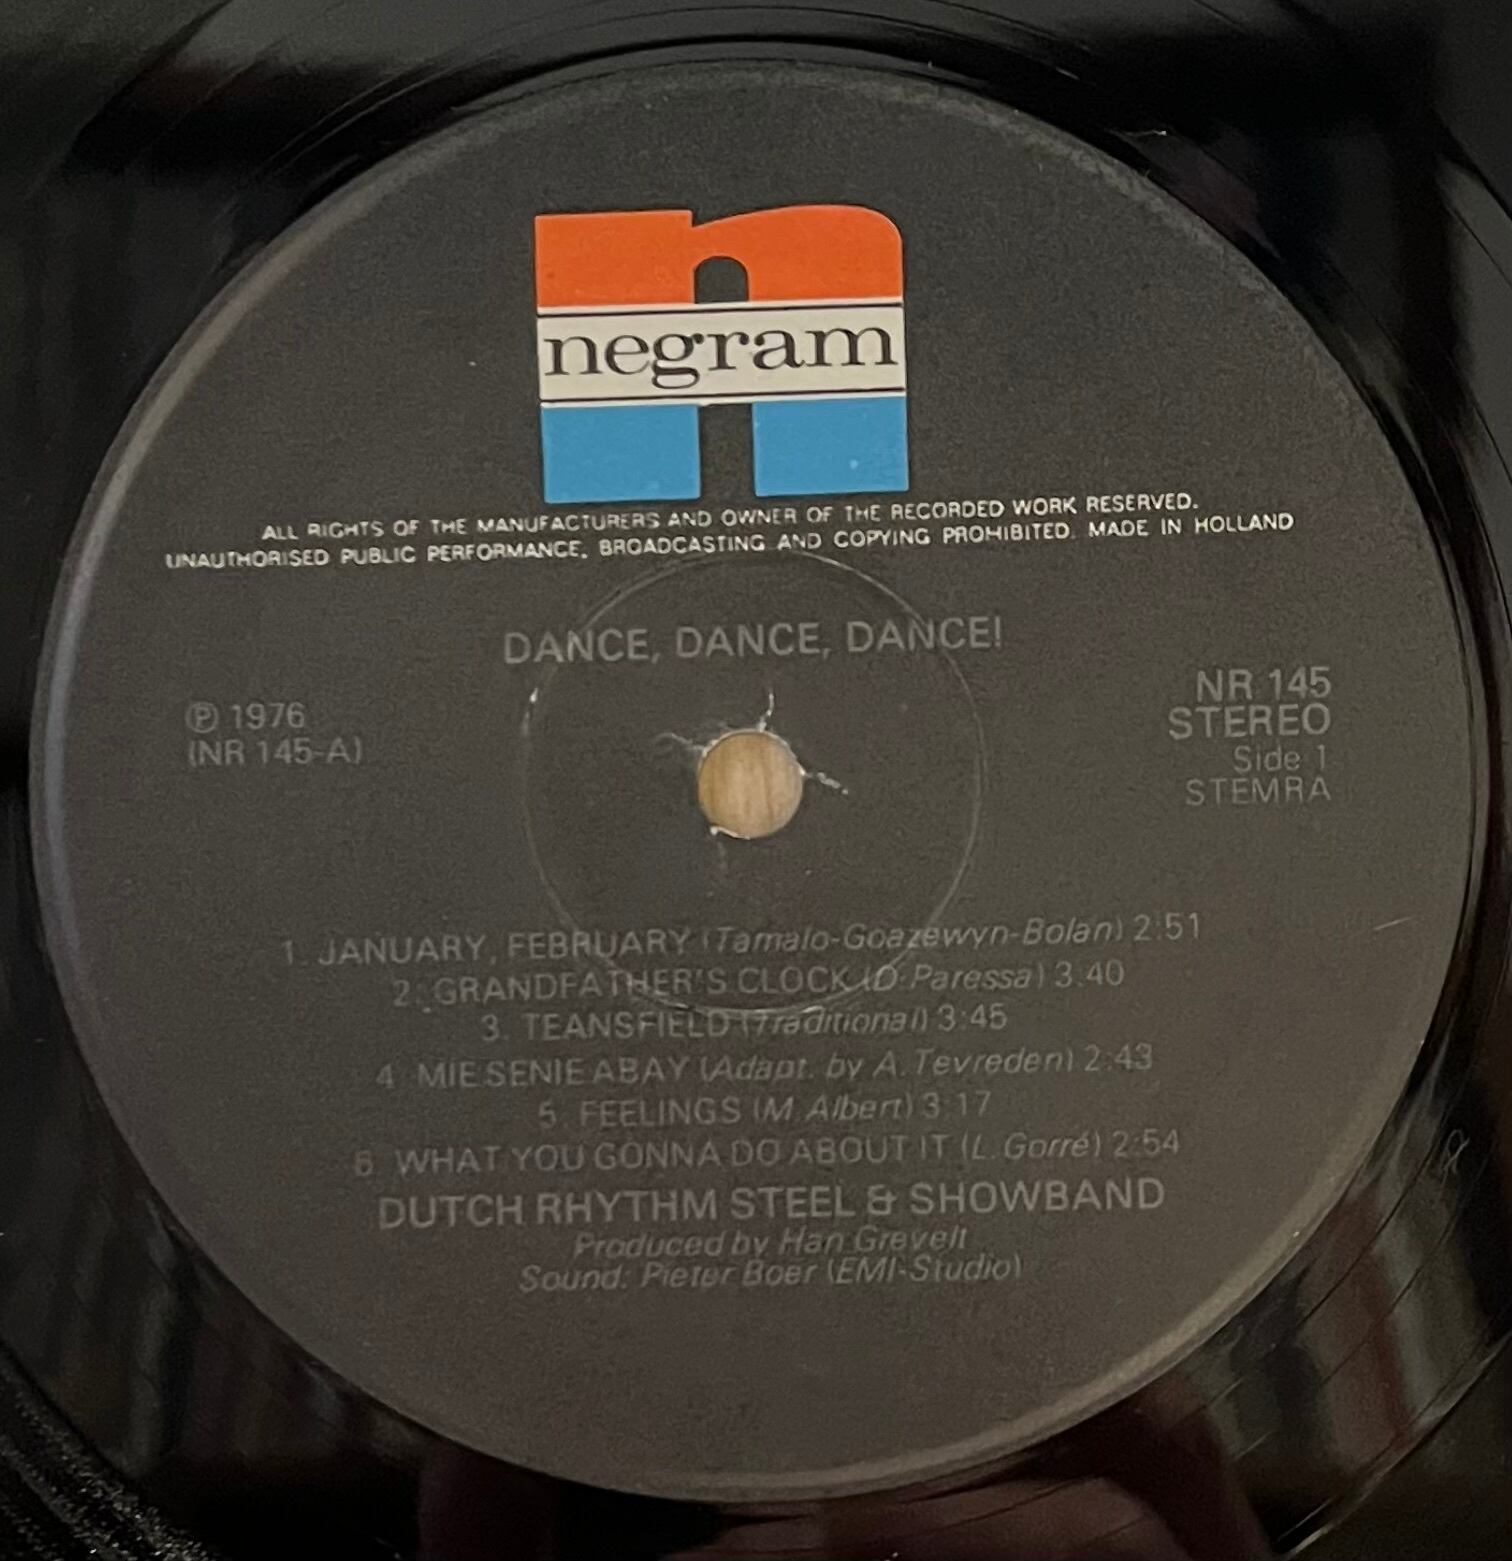 negram
ALL RIGHTS OF THE MANUFACTURERS AND OWNER OF THE RECORDED WORK RESERVED.
UNAUTHORISED PUBLIC PERFORMANCE, BROADCASTING AND COPYING PROHIBITED. MADE IN HOLLAND
DANCE, DANCE, DANCE!
℗ 1976
(NR 145-A)
NR 145
STEREO
Side 1
STEMRA
1. JANUARY, FEBRUARY (Tamalo-Goazewyn-Bolan) 2:51
2. GRANDFATHER'S CLOCK (D. Paressa) 3:40
3. TEANSFIELD (Traditional) 3:45
4. MIE SENIE ABAY (Adapt. by A. Tevreden) 2:43
5. FEELINGS (M. Albert) 3:17
6. WHAT YOU GONNA DO ABOUT IT (L. Gorré) 2:54
DUTCH RHYTHM STEEL & SHOWBAND
Produced by Han Grevelt
Sound: Pieter Boer (EMI-Studio)